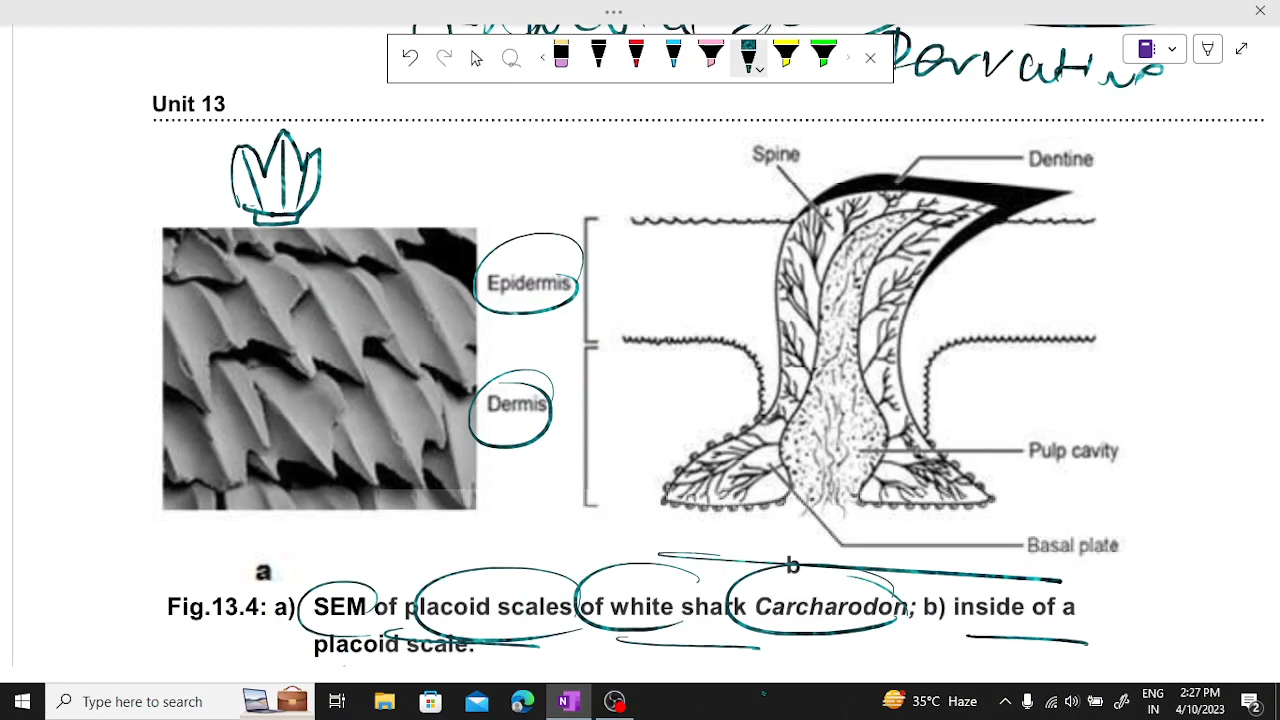 Dervative
Unit 13
Spine
Dentine
Epidermis
Dermis
Pulp cavity
Basal plate
a
b
Fig.13.4: a) SEM of placoid scales of white shark Carcharodon; b) inside of a
placoid scale.
Type here to search
35°C Haze
ENG
IN
2:27 PM
4/10/2023
2